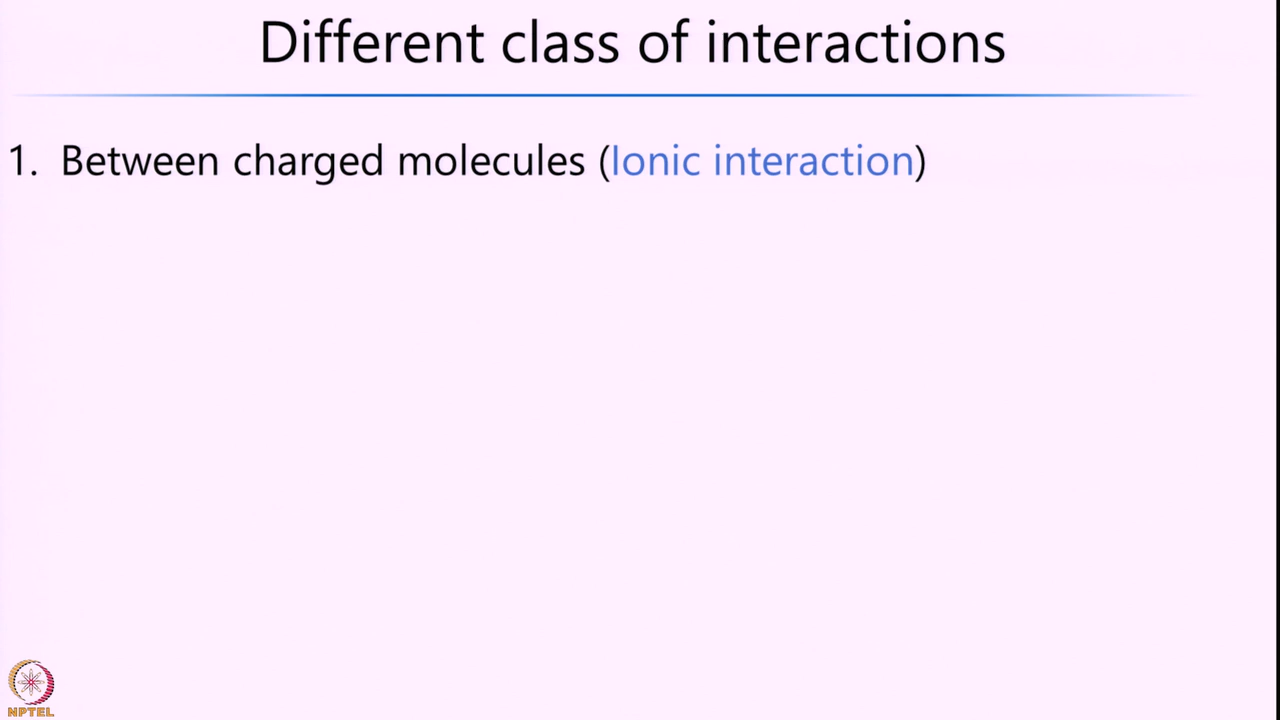 Different class of interactions
1. Between charged molecules (Ionic interaction)
NPTEL